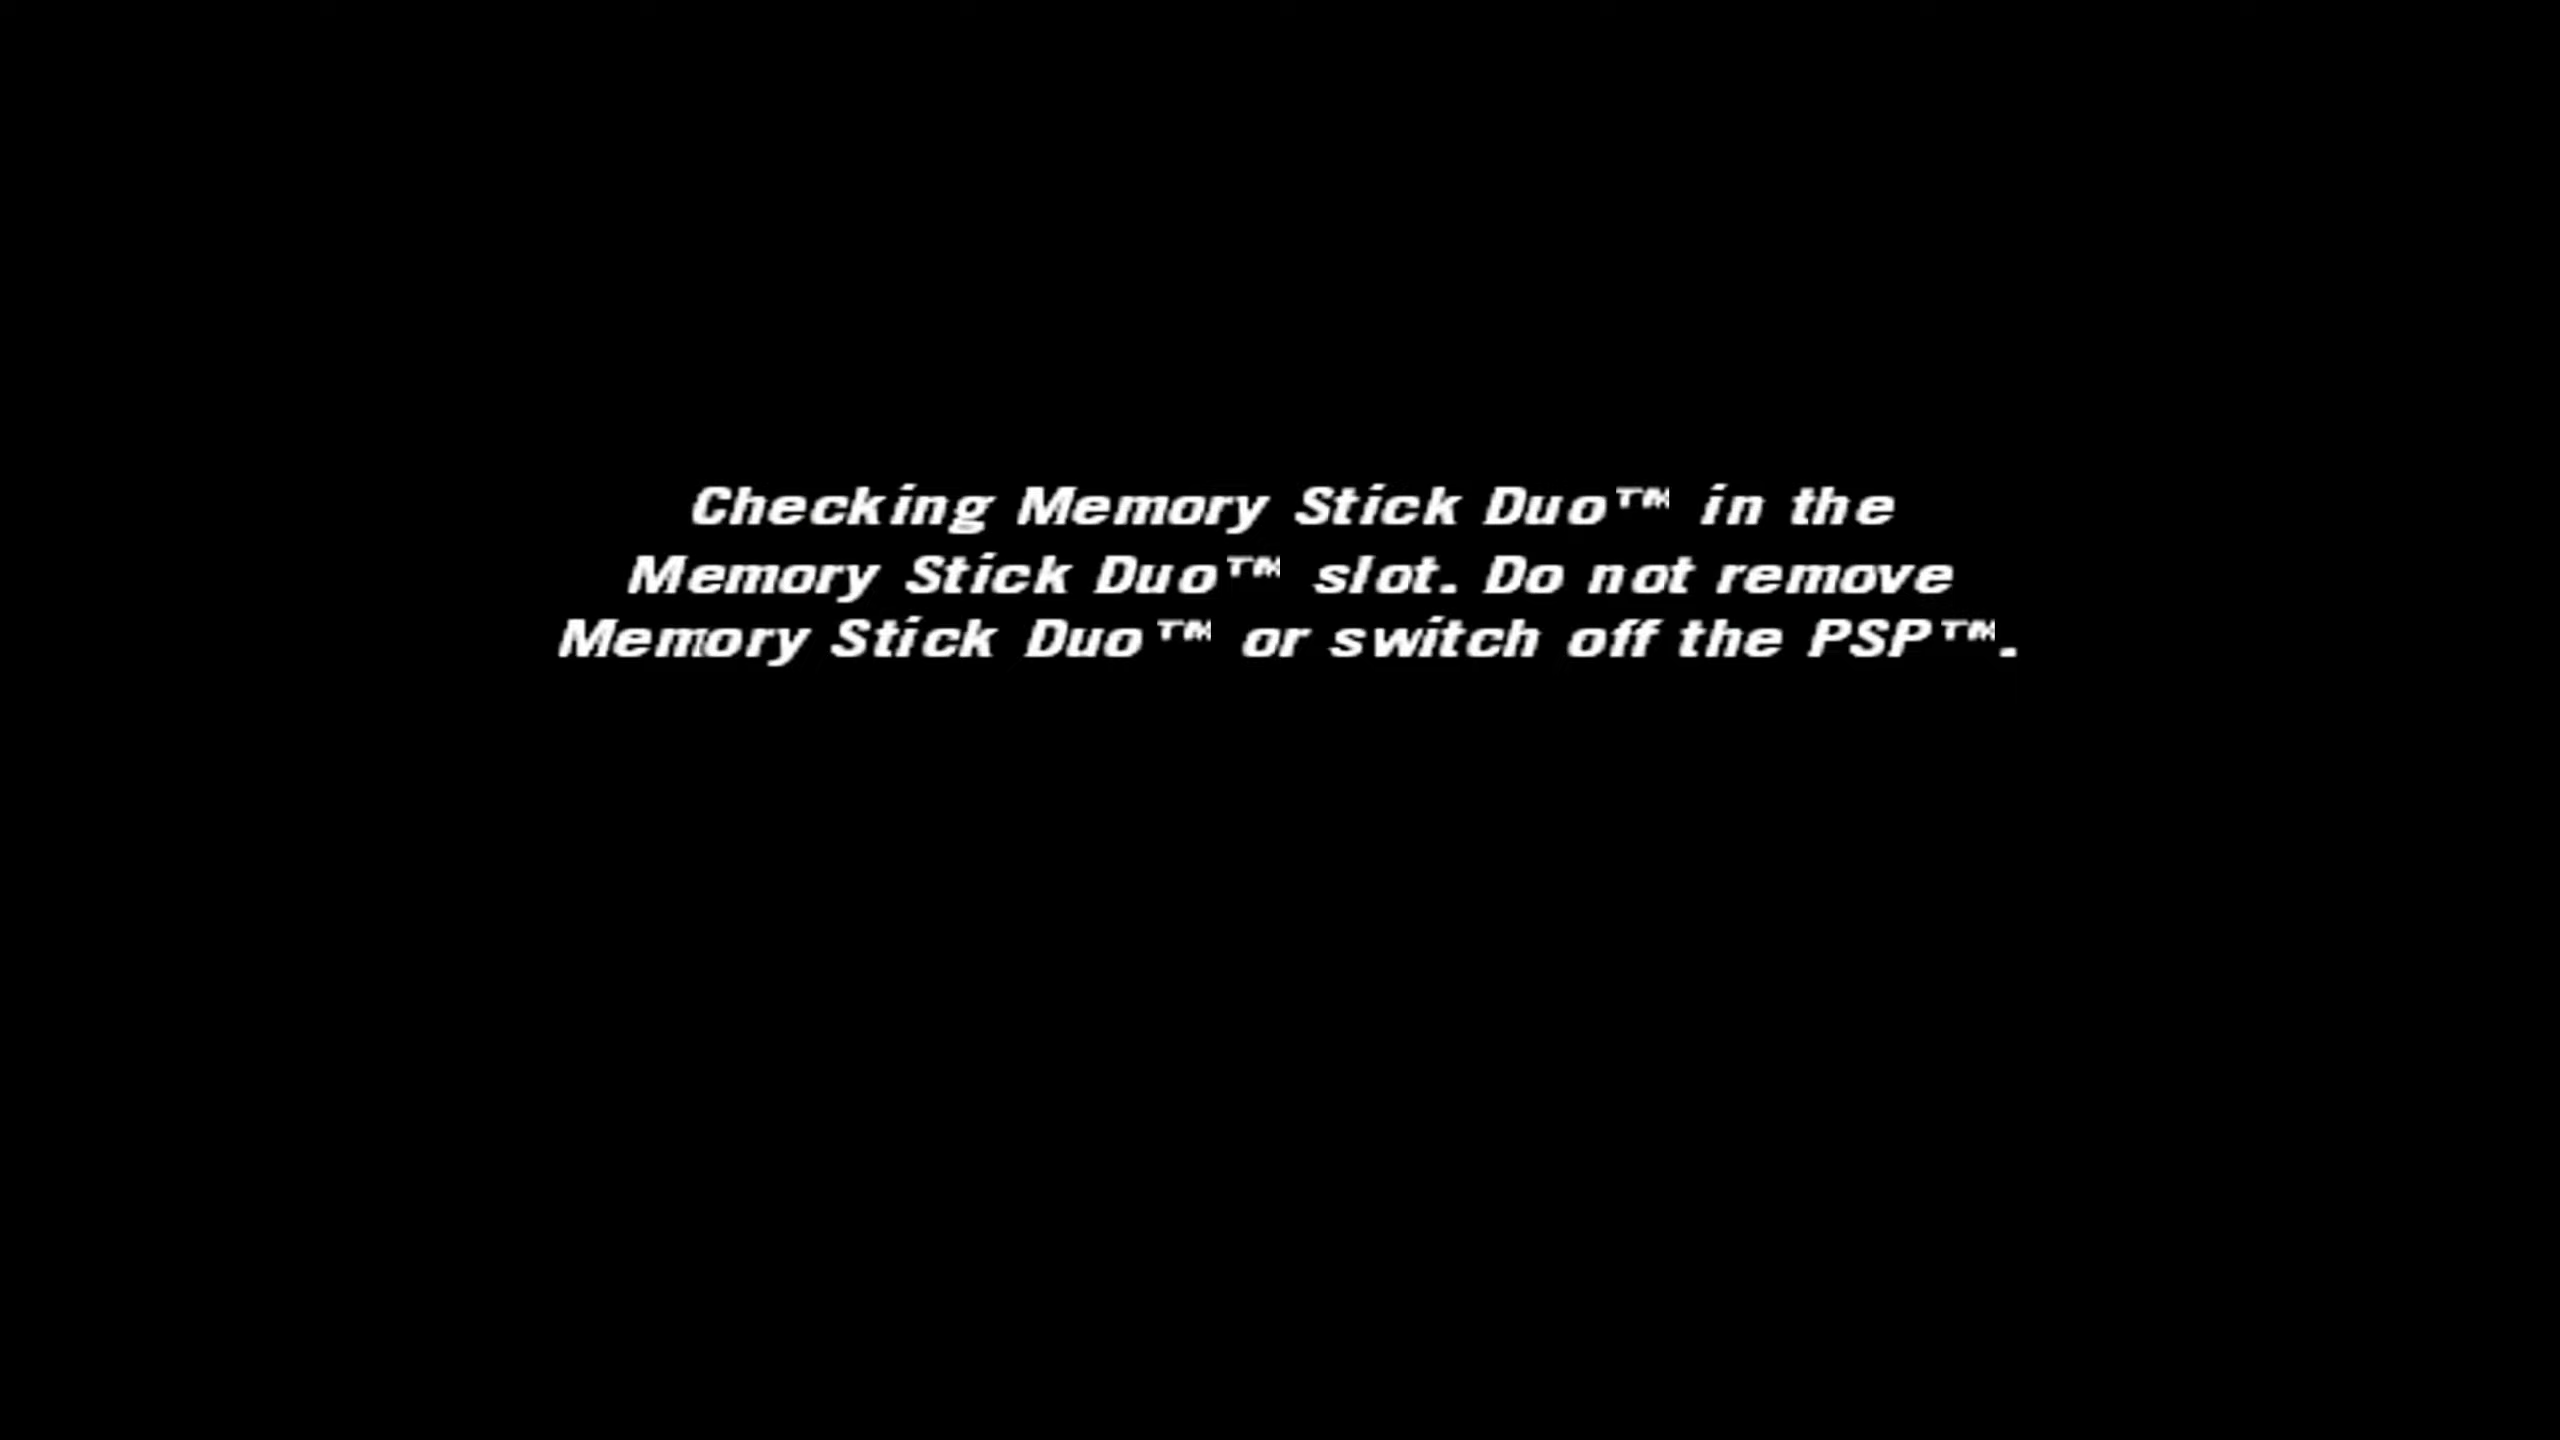 Checking Memory Stick Duo™ in the
Memory Stick Duo™ slot. Do not remove
Memory Stick Duo™ or switch off the PSP™.